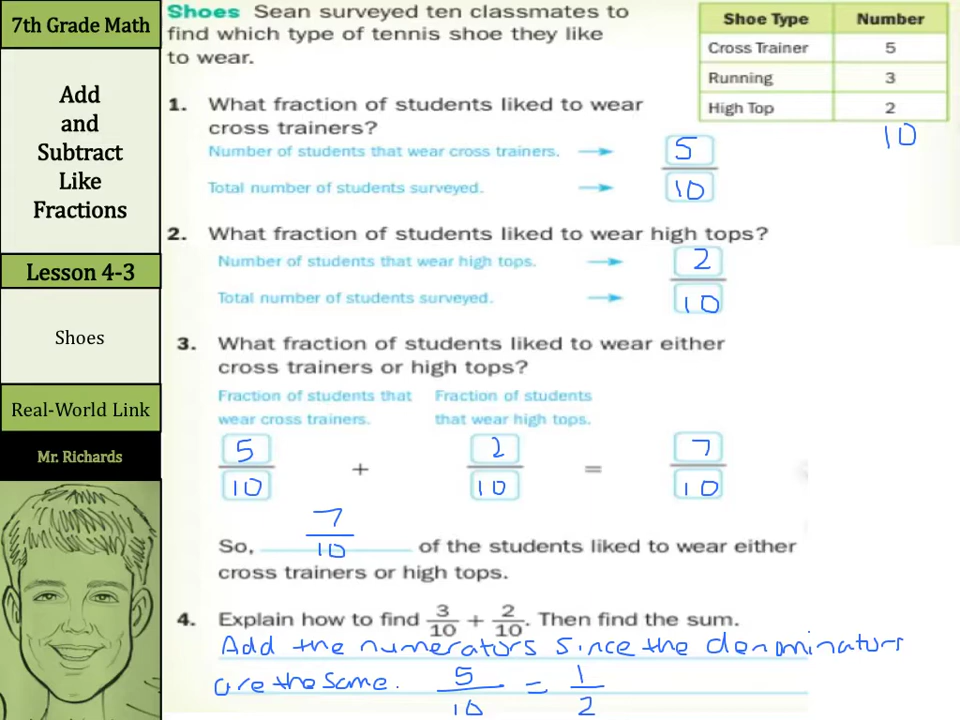 7th Grade Math
Add
and
Subtract
Like
Fractions
Lesson 4-3
Shoes
Real-World Link
Mr. Richards
Shoes Sean surveyed ten classmates to
find which type of tennis shoe they like
to wear.
Shoe Type Number
Cross Trainer 5
Running 3
High Top 2
10
1. What fraction of students liked to wear
cross trainers?
Number of students that wear cross trainers. → 5
Total number of students surveyed. → 10
2. What fraction of students liked to wear high tops?
Number of students that wear high tops. → 2
Total number of students surveyed. → 10
3. What fraction of students liked to wear either
cross trainers or high tops?
Fraction of students that
wear cross trainers.
Fraction of students
that wear high tops.
5/10 + 2/10 = 7/10
So, 7/10 of the students liked to wear either
cross trainers or high tops.
4. Explain how to find 3/10 + 2/10. Then find the sum.
Add the numerators since the denominators
are the same. 5/10 = 1/2